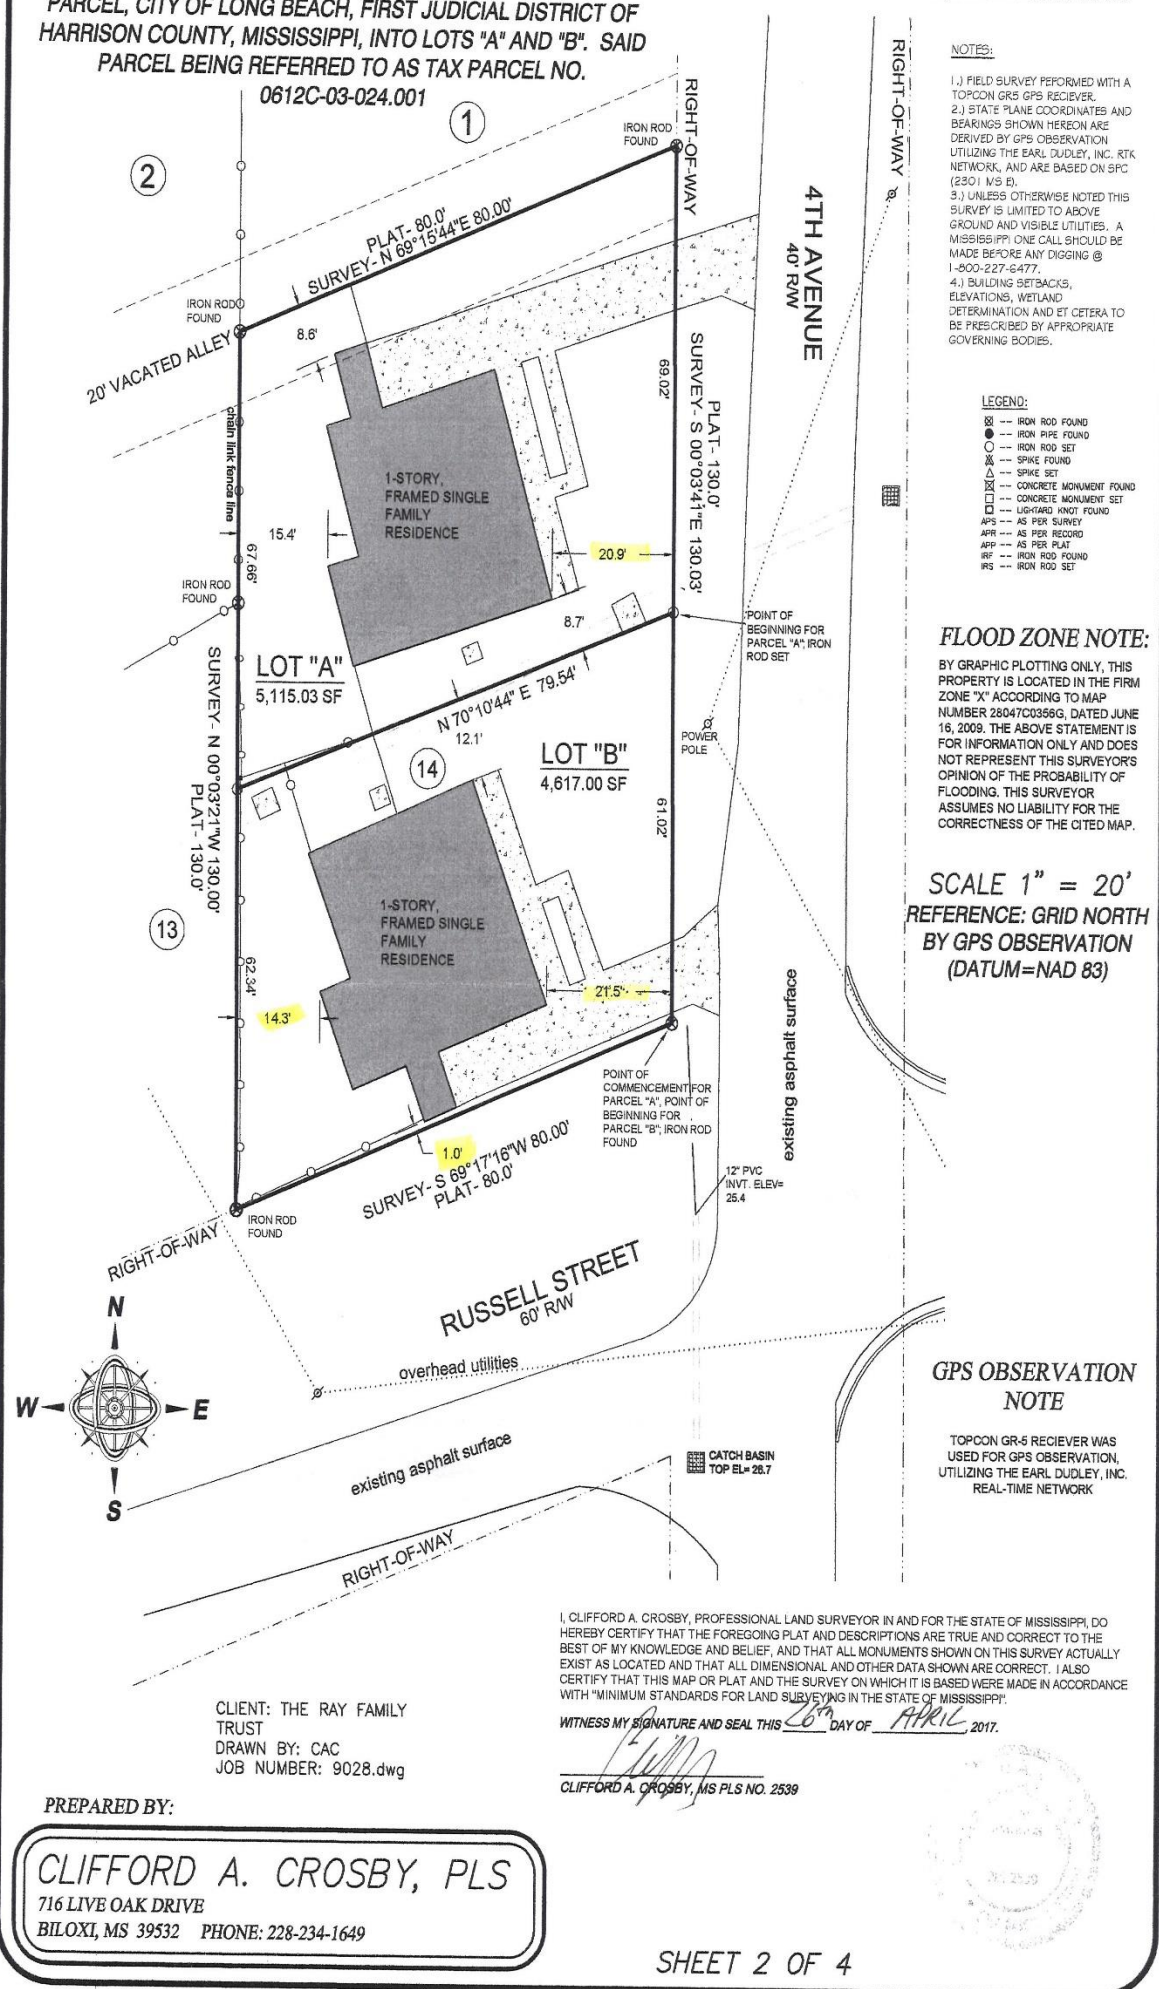 PARCEL, CITY OF LONG BEACH, FIRST JUDICIAL DISTRICT OF
HARRISON COUNTY, MISSISSIPPI, INTO LOTS "A" AND "B". SAID
PARCEL BEING REFERRED TO AS TAX PARCEL NO.
0612C-03-024.001
1
2
IRON ROD
FOUND
RIGHT-OF-WAY
RIGHT-OF-WAY
4TH AVENUE
40' R/W
PLAT- 80.0'
SURVEY- N 69°15'44"E 80.00'
IRON ROD
FOUND
8.6'
20' VACATED ALLEY
chain link fence line
69.02'
PLAT- 130.0'
SURVEY- S 00°03'41"E 130.03'
1-STORY,
FRAMED SINGLE
FAMILY
RESIDENCE
15.4'
20.9'
67.66'
IRON ROD
FOUND
8.7'
POINT OF
BEGINNING FOR
PARCEL "A"; IRON
ROD SET
LOT "A"
5,115.03 SF
N 70°10'44" E 79.54'
12.1'
SURVEY- N 00°03'21"W 130.00'
PLAT- 130.0'
14
LOT "B"
4,617.00 SF
POWER
POLE
61.02'
1-STORY,
FRAMED SINGLE
FAMILY
RESIDENCE
13
62.34'
14.3'
21.5'
existing asphalt surface
POINT OF
COMMENCEMENT FOR
PARCEL "A", POINT OF
BEGINNING FOR
PARCEL "B"; IRON ROD
FOUND
1.0'
SURVEY- S 69°17'16"W 80.00'
PLAT- 80.0'
12" PVC
INVT. ELEV=
25.4
IRON ROD
FOUND
RIGHT-OF-WAY
RUSSELL STREET
60' R/W
N
W
E
S
overhead utilities
existing asphalt surface
CATCH BASIN
TOP EL= 26.7
RIGHT-OF-WAY
NOTES:
1.) FIELD SURVEY PEFORMED WITH A
TOPCON GR5 GPS RECIEVER.
2.) STATE PLANE COORDINATES AND
BEARINGS SHOWN HEREON ARE
DERIVED BY GPS OBSERVATION
UTILIZING THE EARL DUDLEY, INC. RTK
NETWORK, AND ARE BASED ON SPC
(2301 MS E).
3.) UNLESS OTHERWISE NOTED THIS
SURVEY IS LIMITED TO ABOVE
GROUND AND VISIBLE UTILITIES. A
MISSISSIPPI ONE CALL SHOULD BE
MADE BEFORE ANY DIGGING @
1-800-227-6477.
4.) BUILDING SETBACKS,
ELEVATIONS, WETLAND
DETERMINATION AND ET CETERA TO
BE PRESCRIBED BY APPROPRIATE
GOVERNING BODIES.
LEGEND:
-- IRON ROD FOUND
-- IRON PIPE FOUND
-- IRON ROD SET
-- SPIKE FOUND
-- SPIKE SET
-- CONCRETE MONUMENT FOUND
-- CONCRETE MONUMENT SET
-- LIGHTARD KNOT FOUND
APS -- AS PER SURVEY
APR -- AS PER RECORD
APP -- AS PER PLAT
IRF -- IRON ROD FOUND
IRS -- IRON ROD SET
FLOOD ZONE NOTE:
BY GRAPHIC PLOTTING ONLY, THIS
PROPERTY IS LOCATED IN THE FIRM
ZONE "X" ACCORDING TO MAP
NUMBER 28047C0356G, DATED JUNE
16, 2009. THE ABOVE STATEMENT IS
FOR INFORMATION ONLY AND DOES
NOT REPRESENT THIS SURVEYOR'S
OPINION OF THE PROBABILITY OF
FLOODING. THIS SURVEYOR
ASSUMES NO LIABILITY FOR THE
CORRECTNESS OF THE CITED MAP.
SCALE 1" = 20'
REFERENCE: GRID NORTH
BY GPS OBSERVATION
(DATUM=NAD 83)
GPS OBSERVATION
NOTE
TOPCON GR-5 RECIEVER WAS
USED FOR GPS OBSERVATION,
UTILIZING THE EARL DUDLEY, INC.
REAL-TIME NETWORK
I, CLIFFORD A. CROSBY, PROFESSIONAL LAND SURVEYOR IN AND FOR THE STATE OF MISSISSIPPI, DO
HEREBY CERTIFY THAT THE FOREGOING PLAT AND DESCRIPTIONS ARE TRUE AND CORRECT TO THE
BEST OF MY KNOWLEDGE AND BELIEF, AND THAT ALL MONUMENTS SHOWN ON THIS SURVEY ACTUALLY
EXIST AS LOCATED AND THAT ALL DIMENSIONAL AND OTHER DATA SHOWN ARE CORRECT. I ALSO
CERTIFY THAT THIS MAP OR PLAT AND THE SURVEY ON WHICH IT IS BASED WERE MADE IN ACCORDANCE
WITH "MINIMUM STANDARDS FOR LAND SURVEYING IN THE STATE OF MISSISSIPPI".
WITNESS MY SIGNATURE AND SEAL THIS 26th DAY OF APRIL, 2017.
CLIFFORD A. CROSBY, MS PLS NO. 2539
CLIENT: THE RAY FAMILY
TRUST
DRAWN BY: CAC
JOB NUMBER: 9028.dwg
PREPARED BY:
CLIFFORD A. CROSBY, PLS
716 LIVE OAK DRIVE
BILOXI, MS 39532 PHONE: 228-234-1649
SHEET 2 OF 4